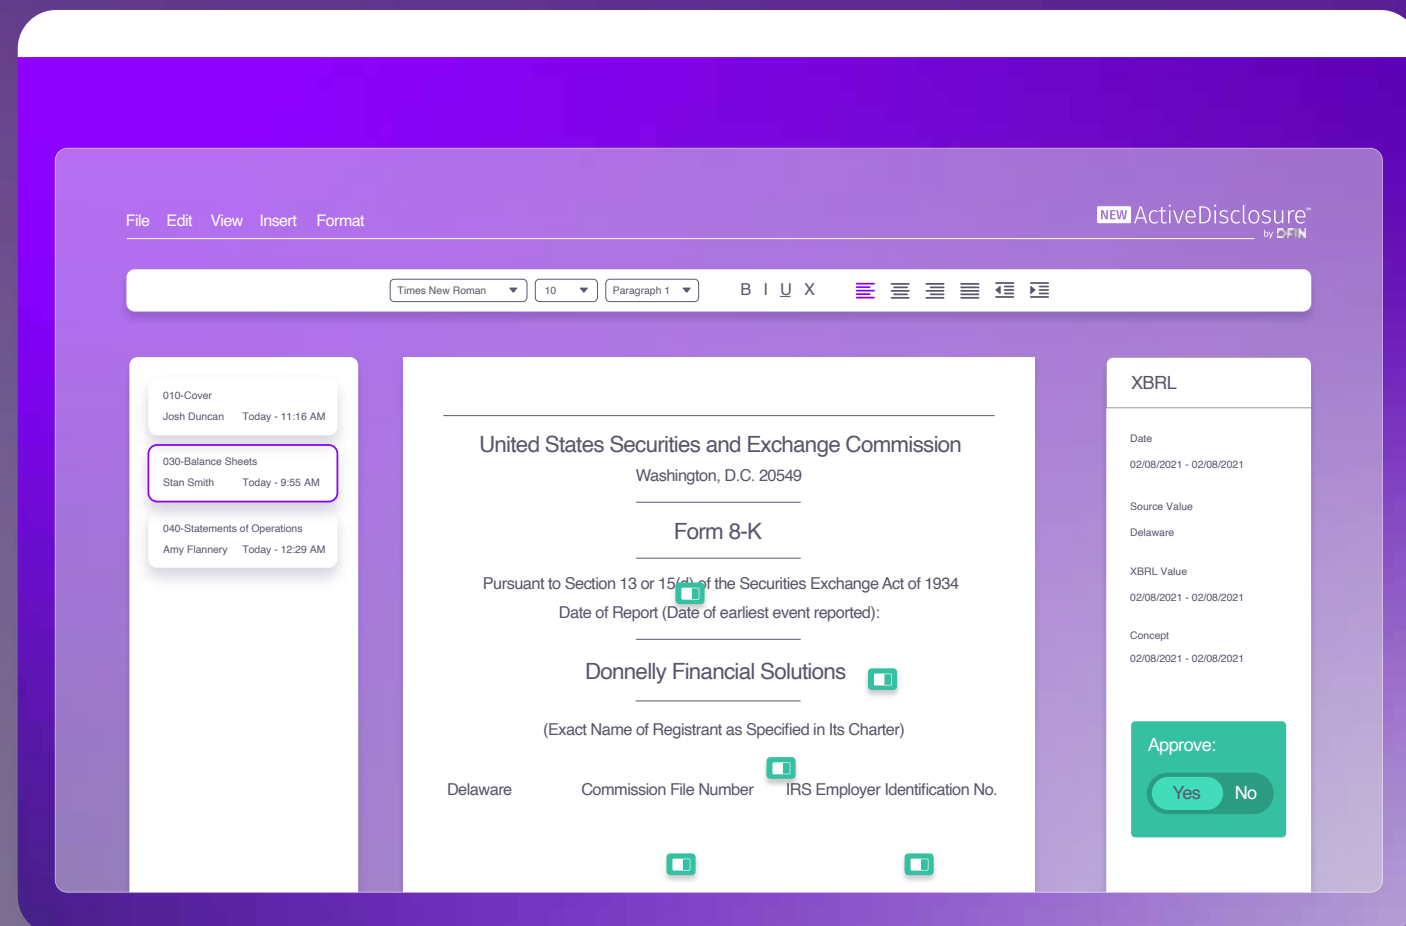 File Edit View Insert Format
NEW ActiveDisclosure™
by DFIN
Times New Roman 10 Paragraph 1 B I U X
010-Cover
Josh Duncan Today - 11:16 AM
030-Balance Sheets
Stan Smith Today - 9:55 AM
040-Statements of Operations
Amy Flannery Today - 12:29 AM
United States Securities and Exchange Commission
Washington, D.C. 20549
Form 8-K
Pursuant to Section 13 or 15(d) of the Securities Exchange Act of 1934
Date of Report (Date of earliest event reported):
Donnelly Financial Solutions
(Exact Name of Registrant as Specified in Its Charter)
Delaware Commission File Number IRS Employer Identification No.
XBRL
Date
02/08/2021 - 02/08/2021
Source Value
Delaware
XBRL Value
02/08/2021 - 02/08/2021
Concept
02/08/2021 - 02/08/2021
Approve:
Yes No